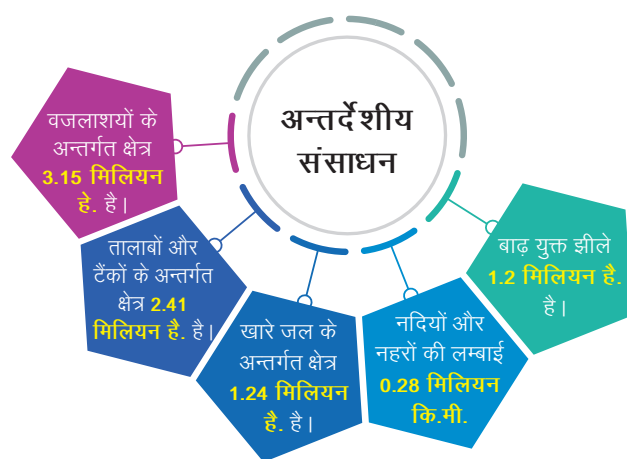 अन्तर्देशीय
संसाधन
वजलाशयों के
अन्तर्गत क्षेत्र
3.15 मिलियन
हे. है।
तालाबों और
टैंकों के अन्तर्गत
क्षेत्र 2.41
मिलियन है. है।
खारे जल के
अन्तर्गत क्षेत्र
1.24 मिलियन
है. है।
नदियों और
नहरों की लम्बाई
0.28 मिलियन
कि.मी.
बाढ़ युक्त झीले
1.2 मिलियन है.
है।